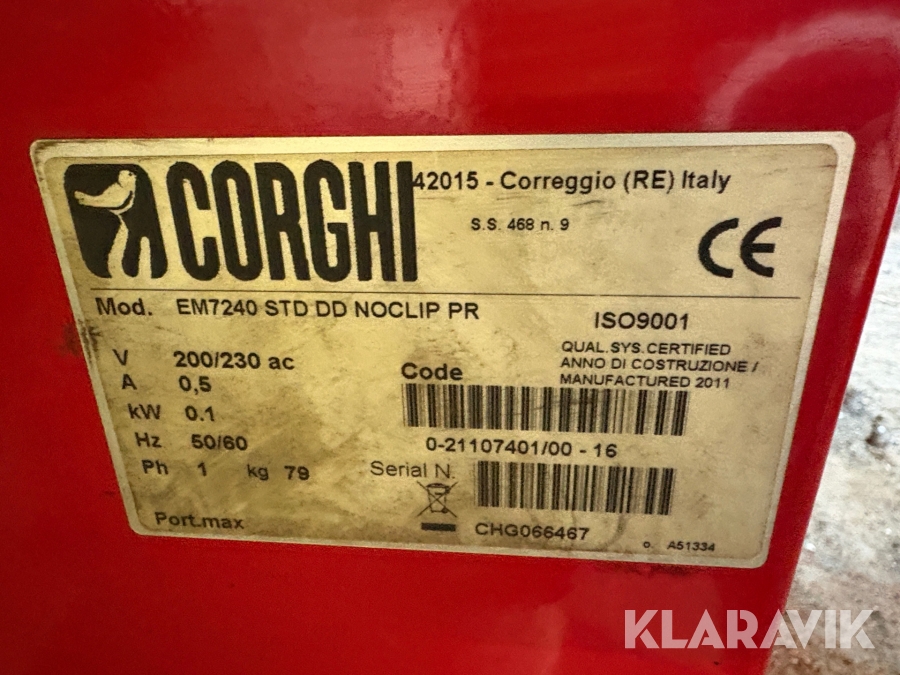 CORGHI
42015 - Correggio (RE) Italy
S.S. 468 n. 9
CE
Mod. EM7240 STD DD NOCLIP PR
ISO9001
QUAL.SYS.CERTIFIED
ANNO DI COSTRUZIONE /
MANUFACTURED 2011
V 200/230 ac
A 0,5
kW 0.1
Hz 50/60
Ph 1 kg 79
Port.max
Code
0-21107401/00 - 16
Serial N.
CHG066467
o. A51334
KLARAVIK